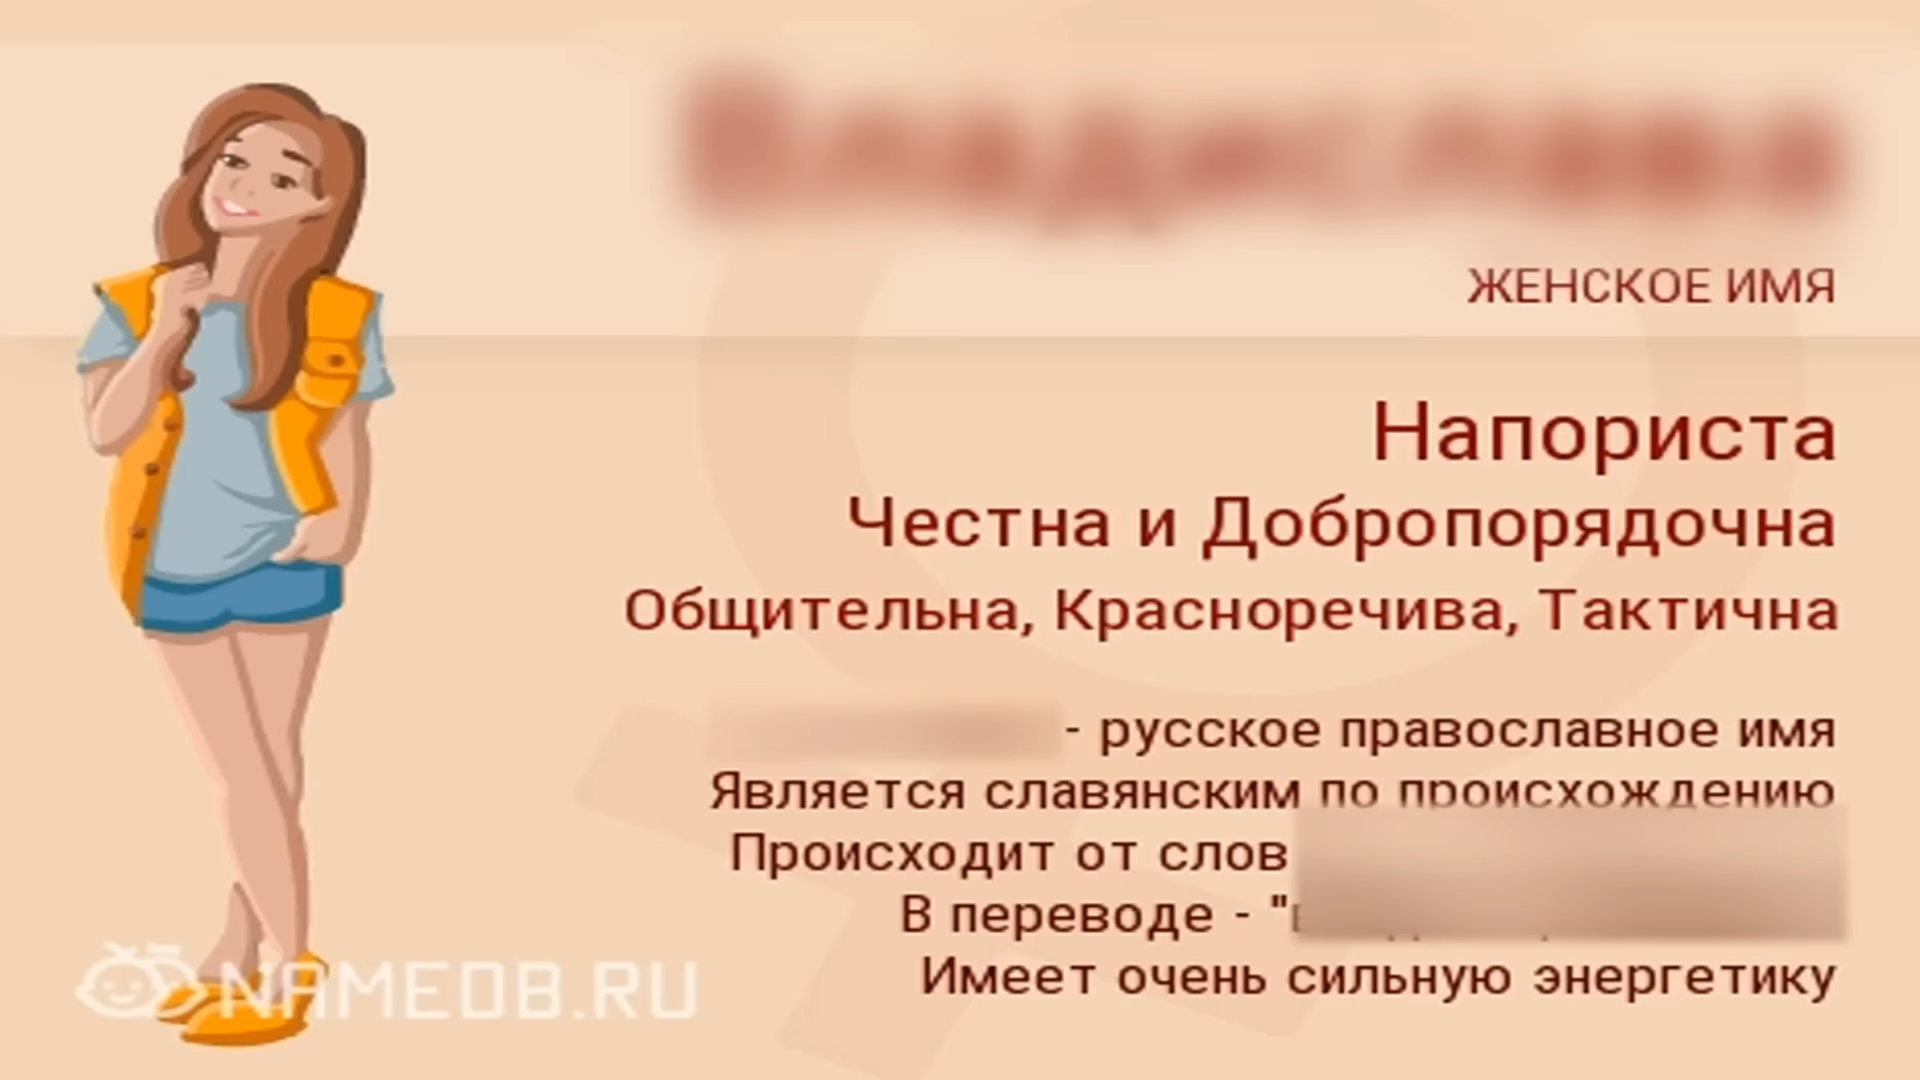 ЖЕНСКОЕ ИМЯ
Напориста
Честна и Добропорядочна
Общительна, Красноречива, Тактична
- русское православное имя
Является славянским по происхождению
Происходит от слов
В переводе - "
Имеет очень сильную энергетику
NAMEDB.RU